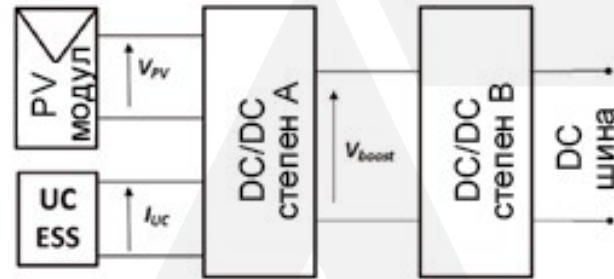 PV
модул
V_PV
UC
ESS
I_UC
DC/DC
степен A
V_boost
DC/DC
степен B
DC
шина